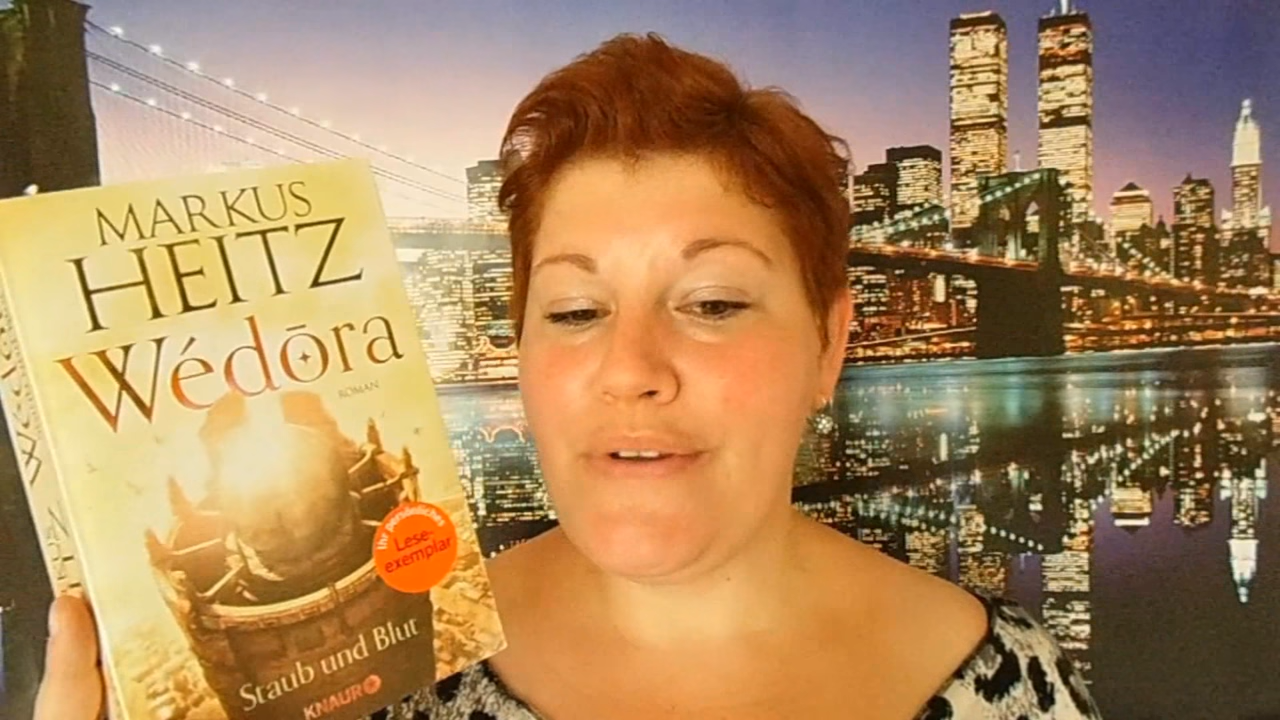 MARKUS
HEITZ
Wédōra
ROMAN
Ihr persönliches
Lese-
exemplar
Staub und Blut
KNAUR